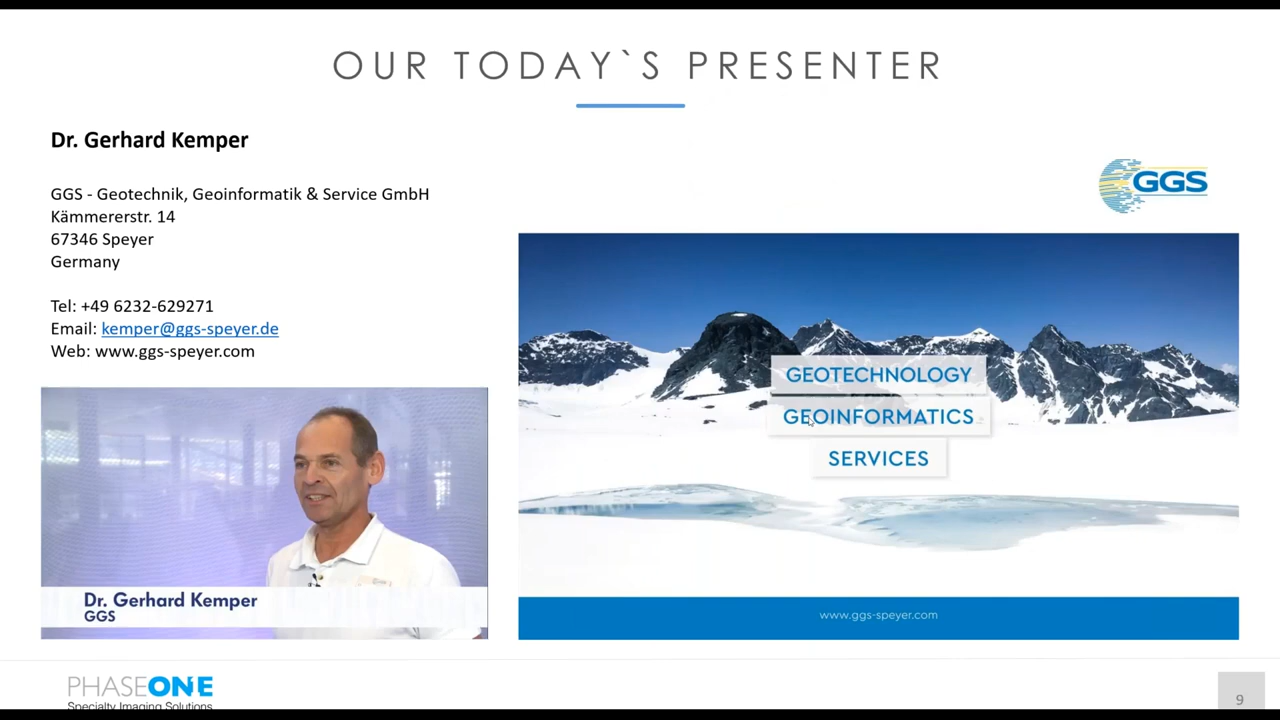 OUR TODAY`S PRESENTER
Dr. Gerhard Kemper
GGS - Geotechnik, Geoinformatik & Service GmbH
Kämmererstr. 14
67346 Speyer
Germany
Tel: +49 6232-629271
Email: kemper@ggs-speyer.de
Web: www.ggs-speyer.com
GGS
GEOTECHNOLOGY
GEOINFORMATICS
SERVICES
www.ggs-speyer.com
Dr. Gerhard Kemper
GGS
PHASEONE
Specialty Imaging Solutions
9